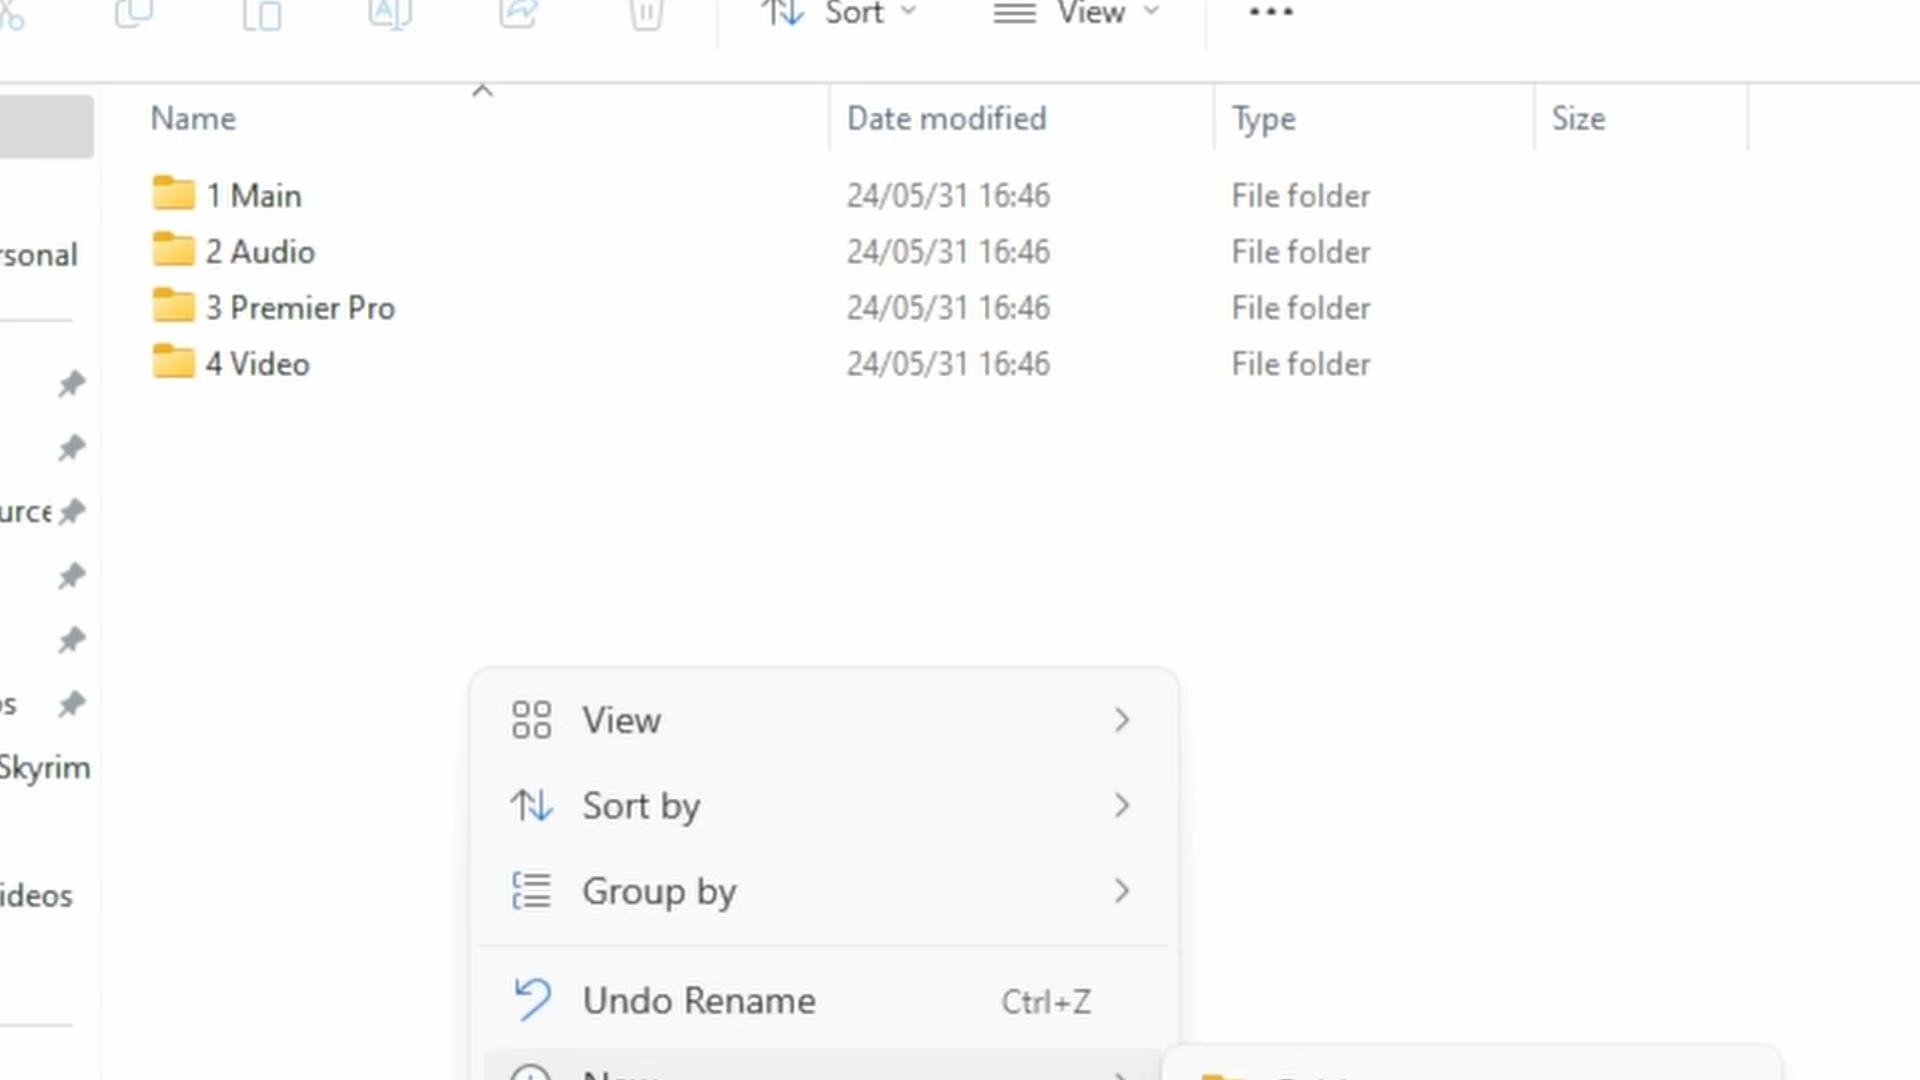 Sort
View
Name
Date modified
Type
Size
1 Main
24/05/31 16:46
File folder
rsonal
2 Audio
24/05/31 16:46
File folder
3 Premier Pro
24/05/31 16:46
File folder
4 Video
24/05/31 16:46
File folder
urce
os
Skyrim
ideos
View
Sort by
Group by
Undo Rename
Ctrl+Z
New